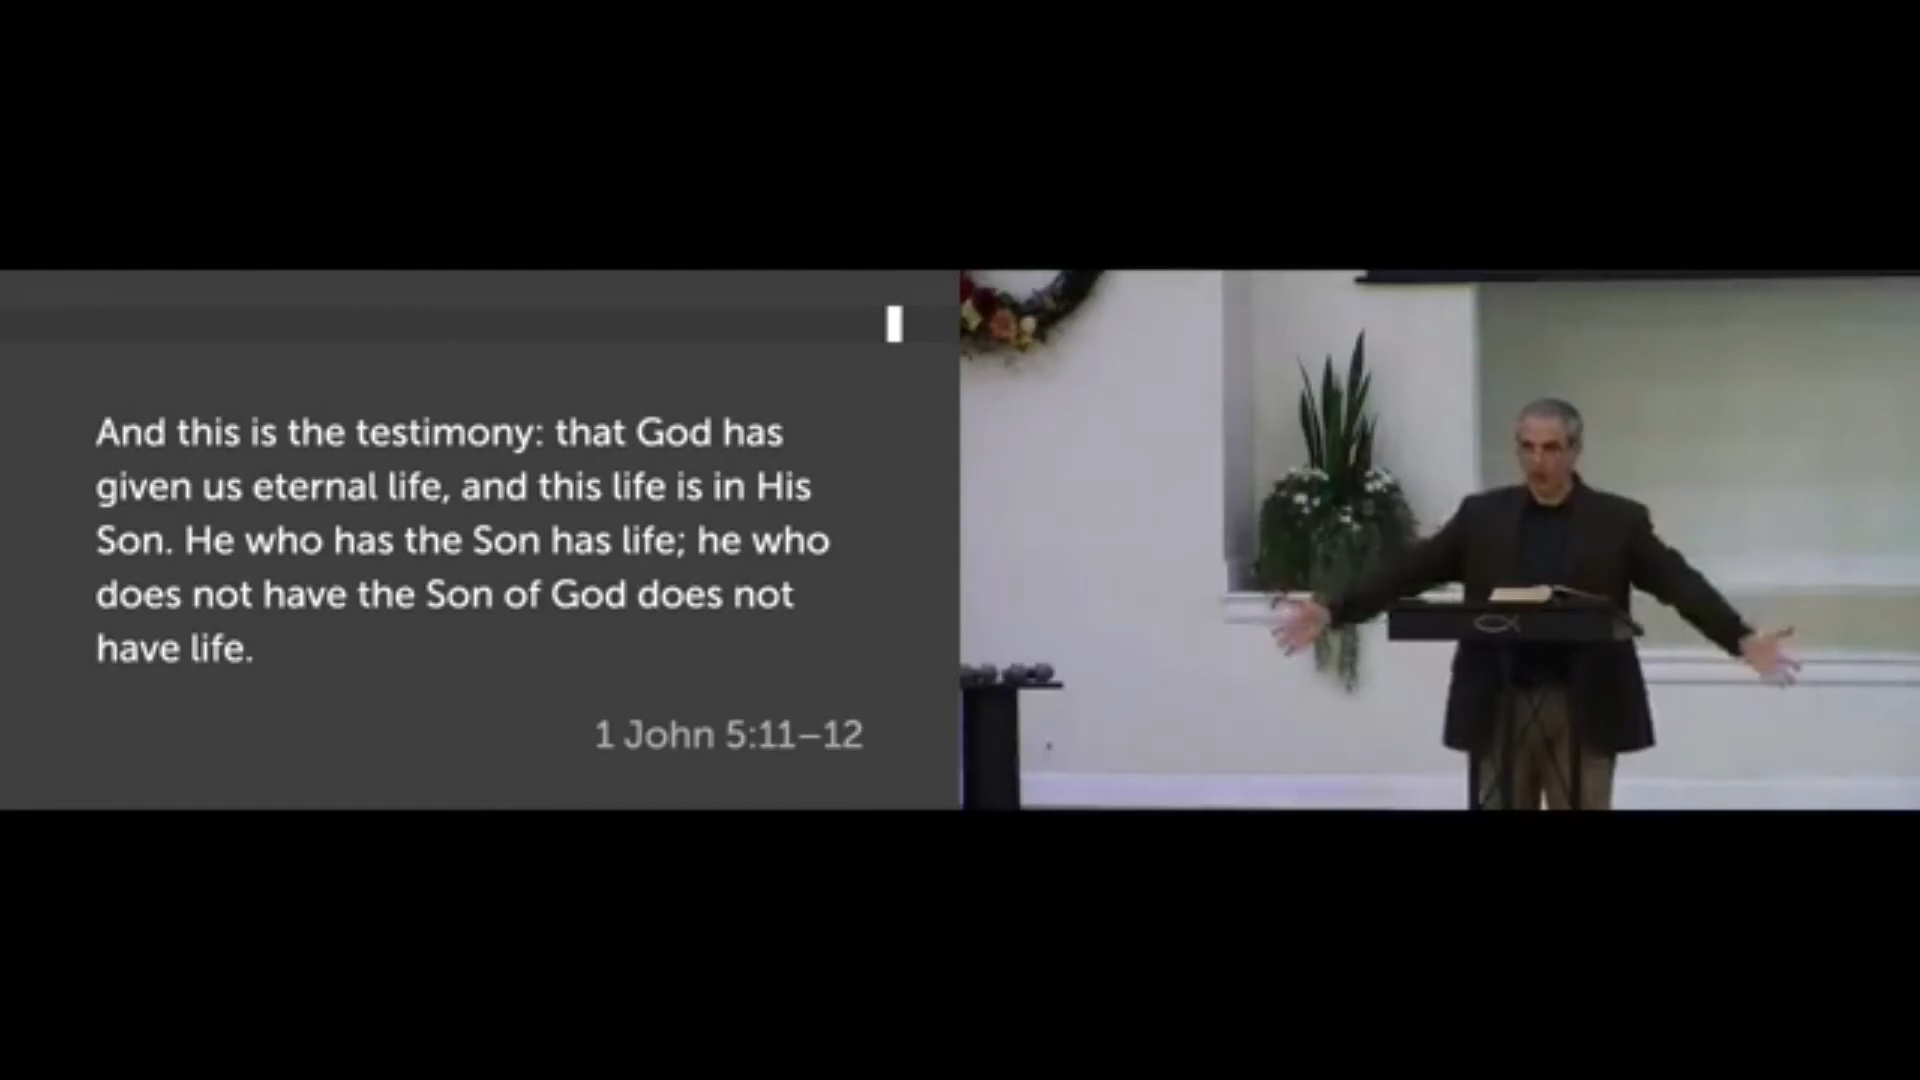 And this is the testimony: that God has
given us eternal life, and this life is in His
Son. He who has the Son has life; he who
does not have the Son of God does not
have life.
1 John 5:11–12